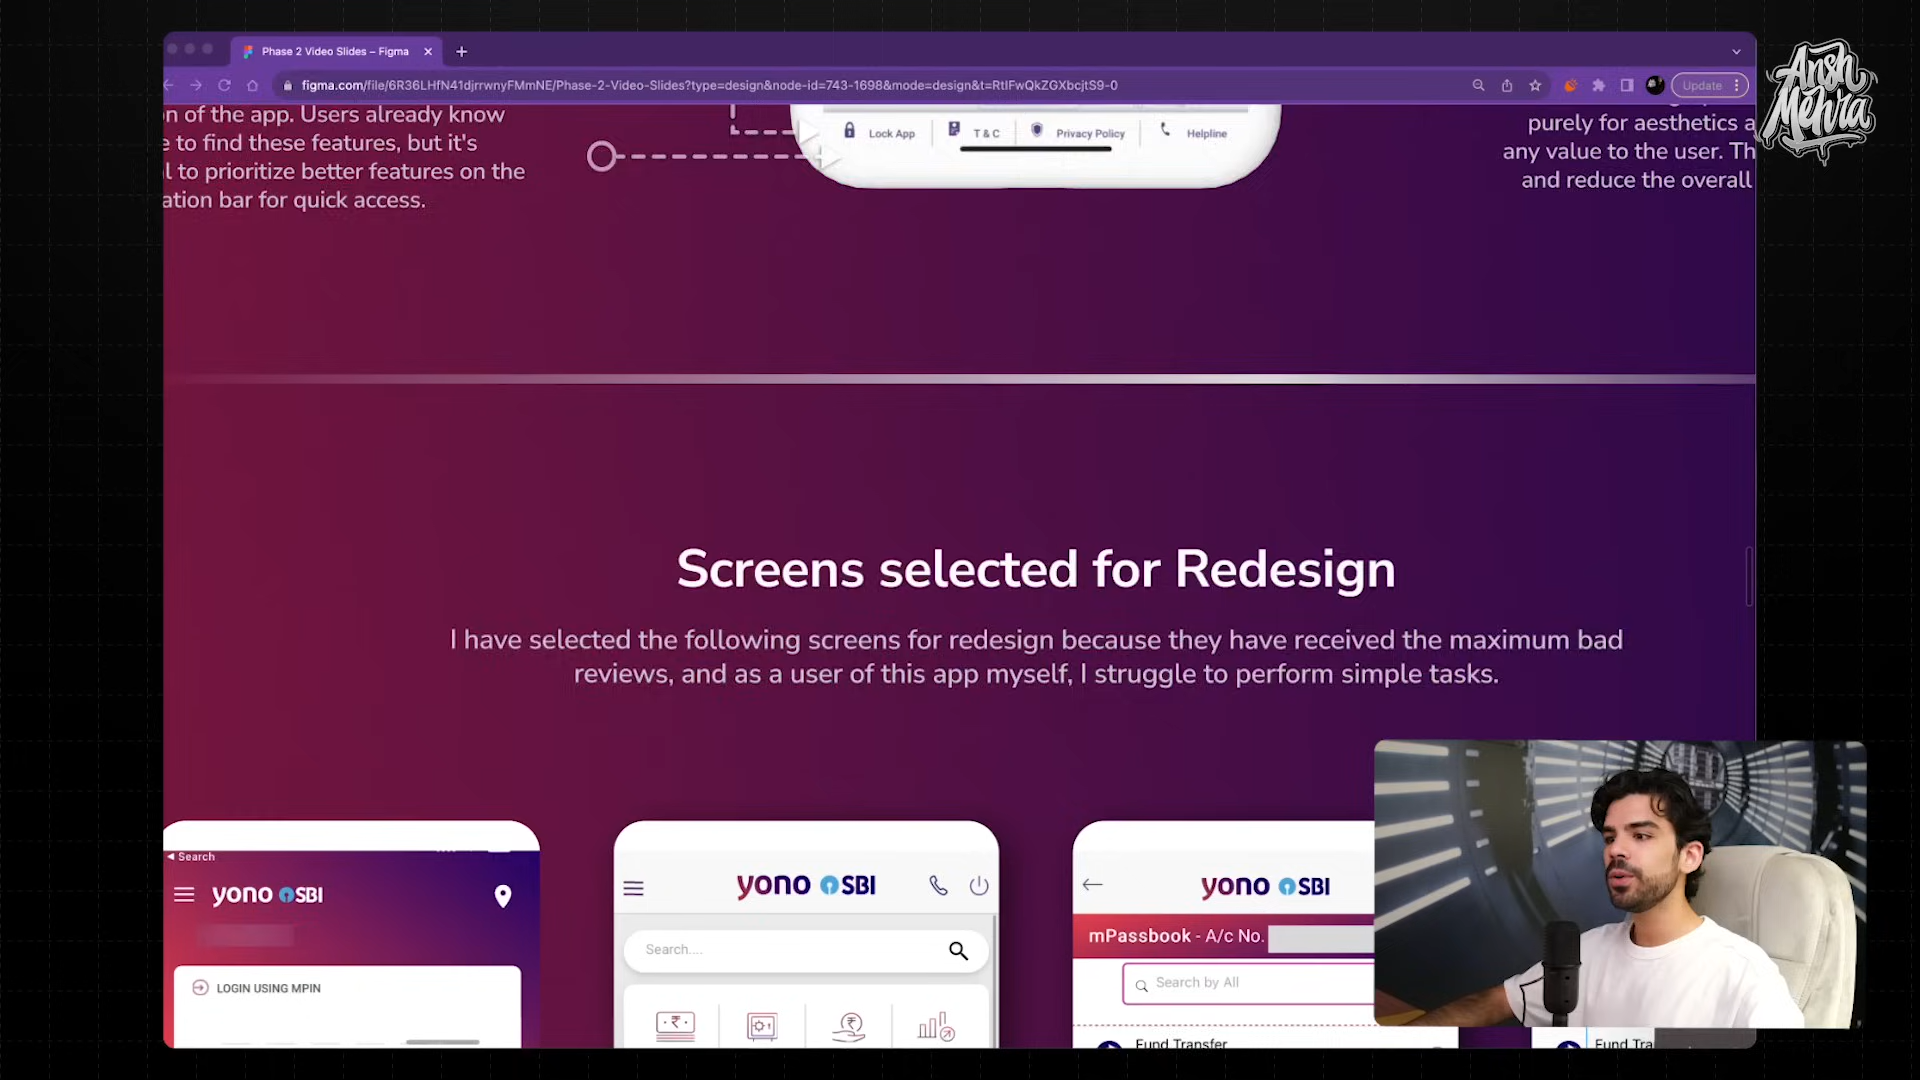 Phase 2 Video Slides – Figma
Ansh
Mehra
figma.com/file/6R36LHfN41djrrwnyFMmNE/Phase-2-Video-Slides?type=design&node-id=743-1698&mode=design&t=RtIFwQkZGXbcjtS9-0
Update
n of the app. Users already know
e to find these features, but it's
l to prioritize better features on the
ation bar for quick access.
Lock App
T & C
Privacy Policy
Helpline
purely for aesthetics a
any value to the user. Th
and reduce the overall
Screens selected for Redesign
I have selected the following screens for redesign because they have received the maximum bad
reviews, and as a user of this app myself, I struggle to perform simple tasks.
Search
yono SBI
LOGIN USING MPIN
yono SBI
Search....
yono SBI
mPassbook - A/c No.
Search by All
Fund Transfer
Fund Tra